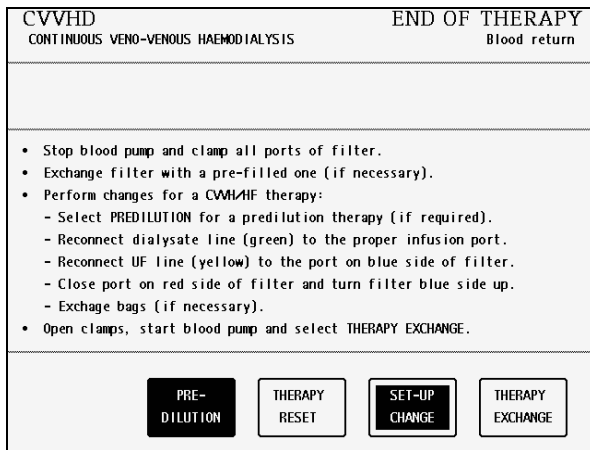 CVVHD END OF THERAPY
CONTINUOUS VENO-VENOUS HAEMODIALYSIS Blood return
• Stop blood pump and clamp all ports of filter.
• Exchange filter with a pre-filled one (if necessary).
• Perform changes for a CVVH/HF therapy:
- Select PREDILUTION for a predilution therapy (if required).
- Reconnect dialysate line (green) to the proper infusion port.
- Reconnect UF line (yellow) to the port on blue side of filter.
- Close port on red side of filter and turn filter blue side up.
- Exchage bags (if necessary).
• Open clamps, start blood pump and select THERAPY EXCHANGE.
PRE- THERAPY SET-UP THERAPY
DILUTION RESET CHANGE EXCHANGE